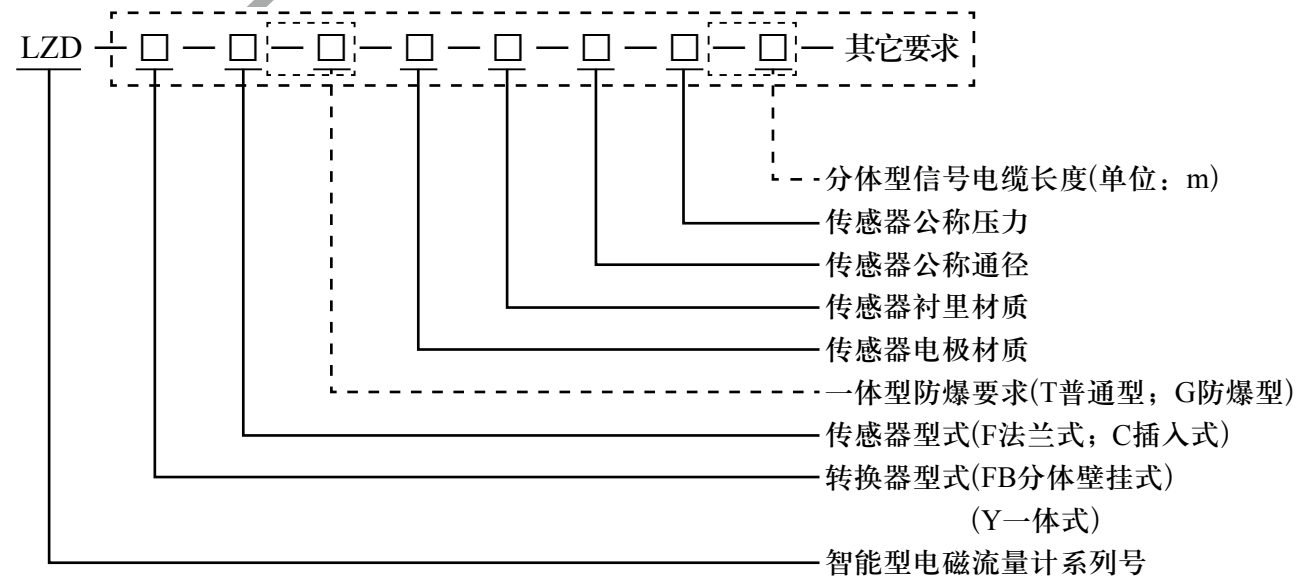 LZD — □ — □ — □ — □ — □ — □ — □ — □ — 其它要求
分体型信号电缆长度(单位：m)
传感器公称压力
传感器公称通径
传感器衬里材质
传感器电极材质
一体型防爆要求(T普通型；G防爆型)
传感器型式(F法兰式；C插入式)
转换器型式(FB分体壁挂式)
(Y一体式)
智能型电磁流量计系列号